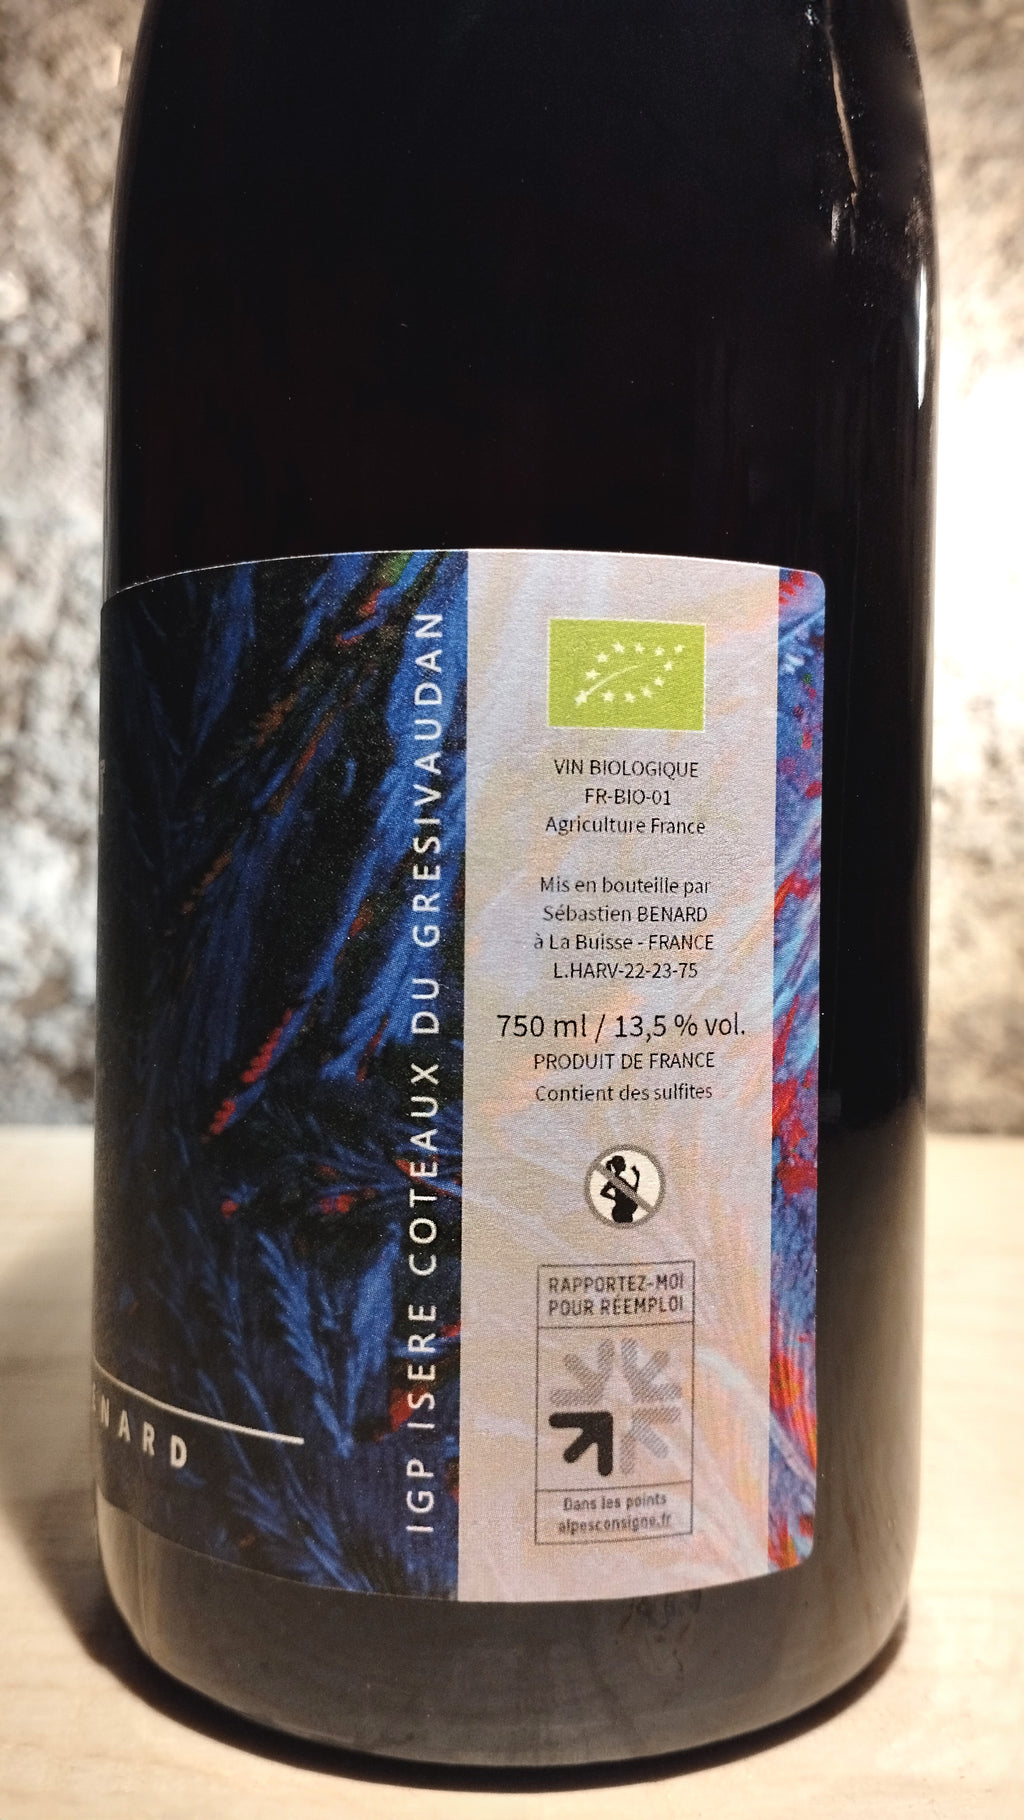 NARD
IGP ISERE COTEAUX DU GRESIVAUDAN
VIN BIOLOGIQUE
FR-BIO-01
Agriculture France
Mis en bouteille par
Sébastien BENARD
à La Buisse - FRANCE
L.HARV-22-23-75
750 ml / 13,5 % vol.
PRODUIT DE FRANCE
Contient des sulfites
RAPPORTEZ-MOI
POUR RÉEMPLOI
Dans les points
alpesconsigne.fr